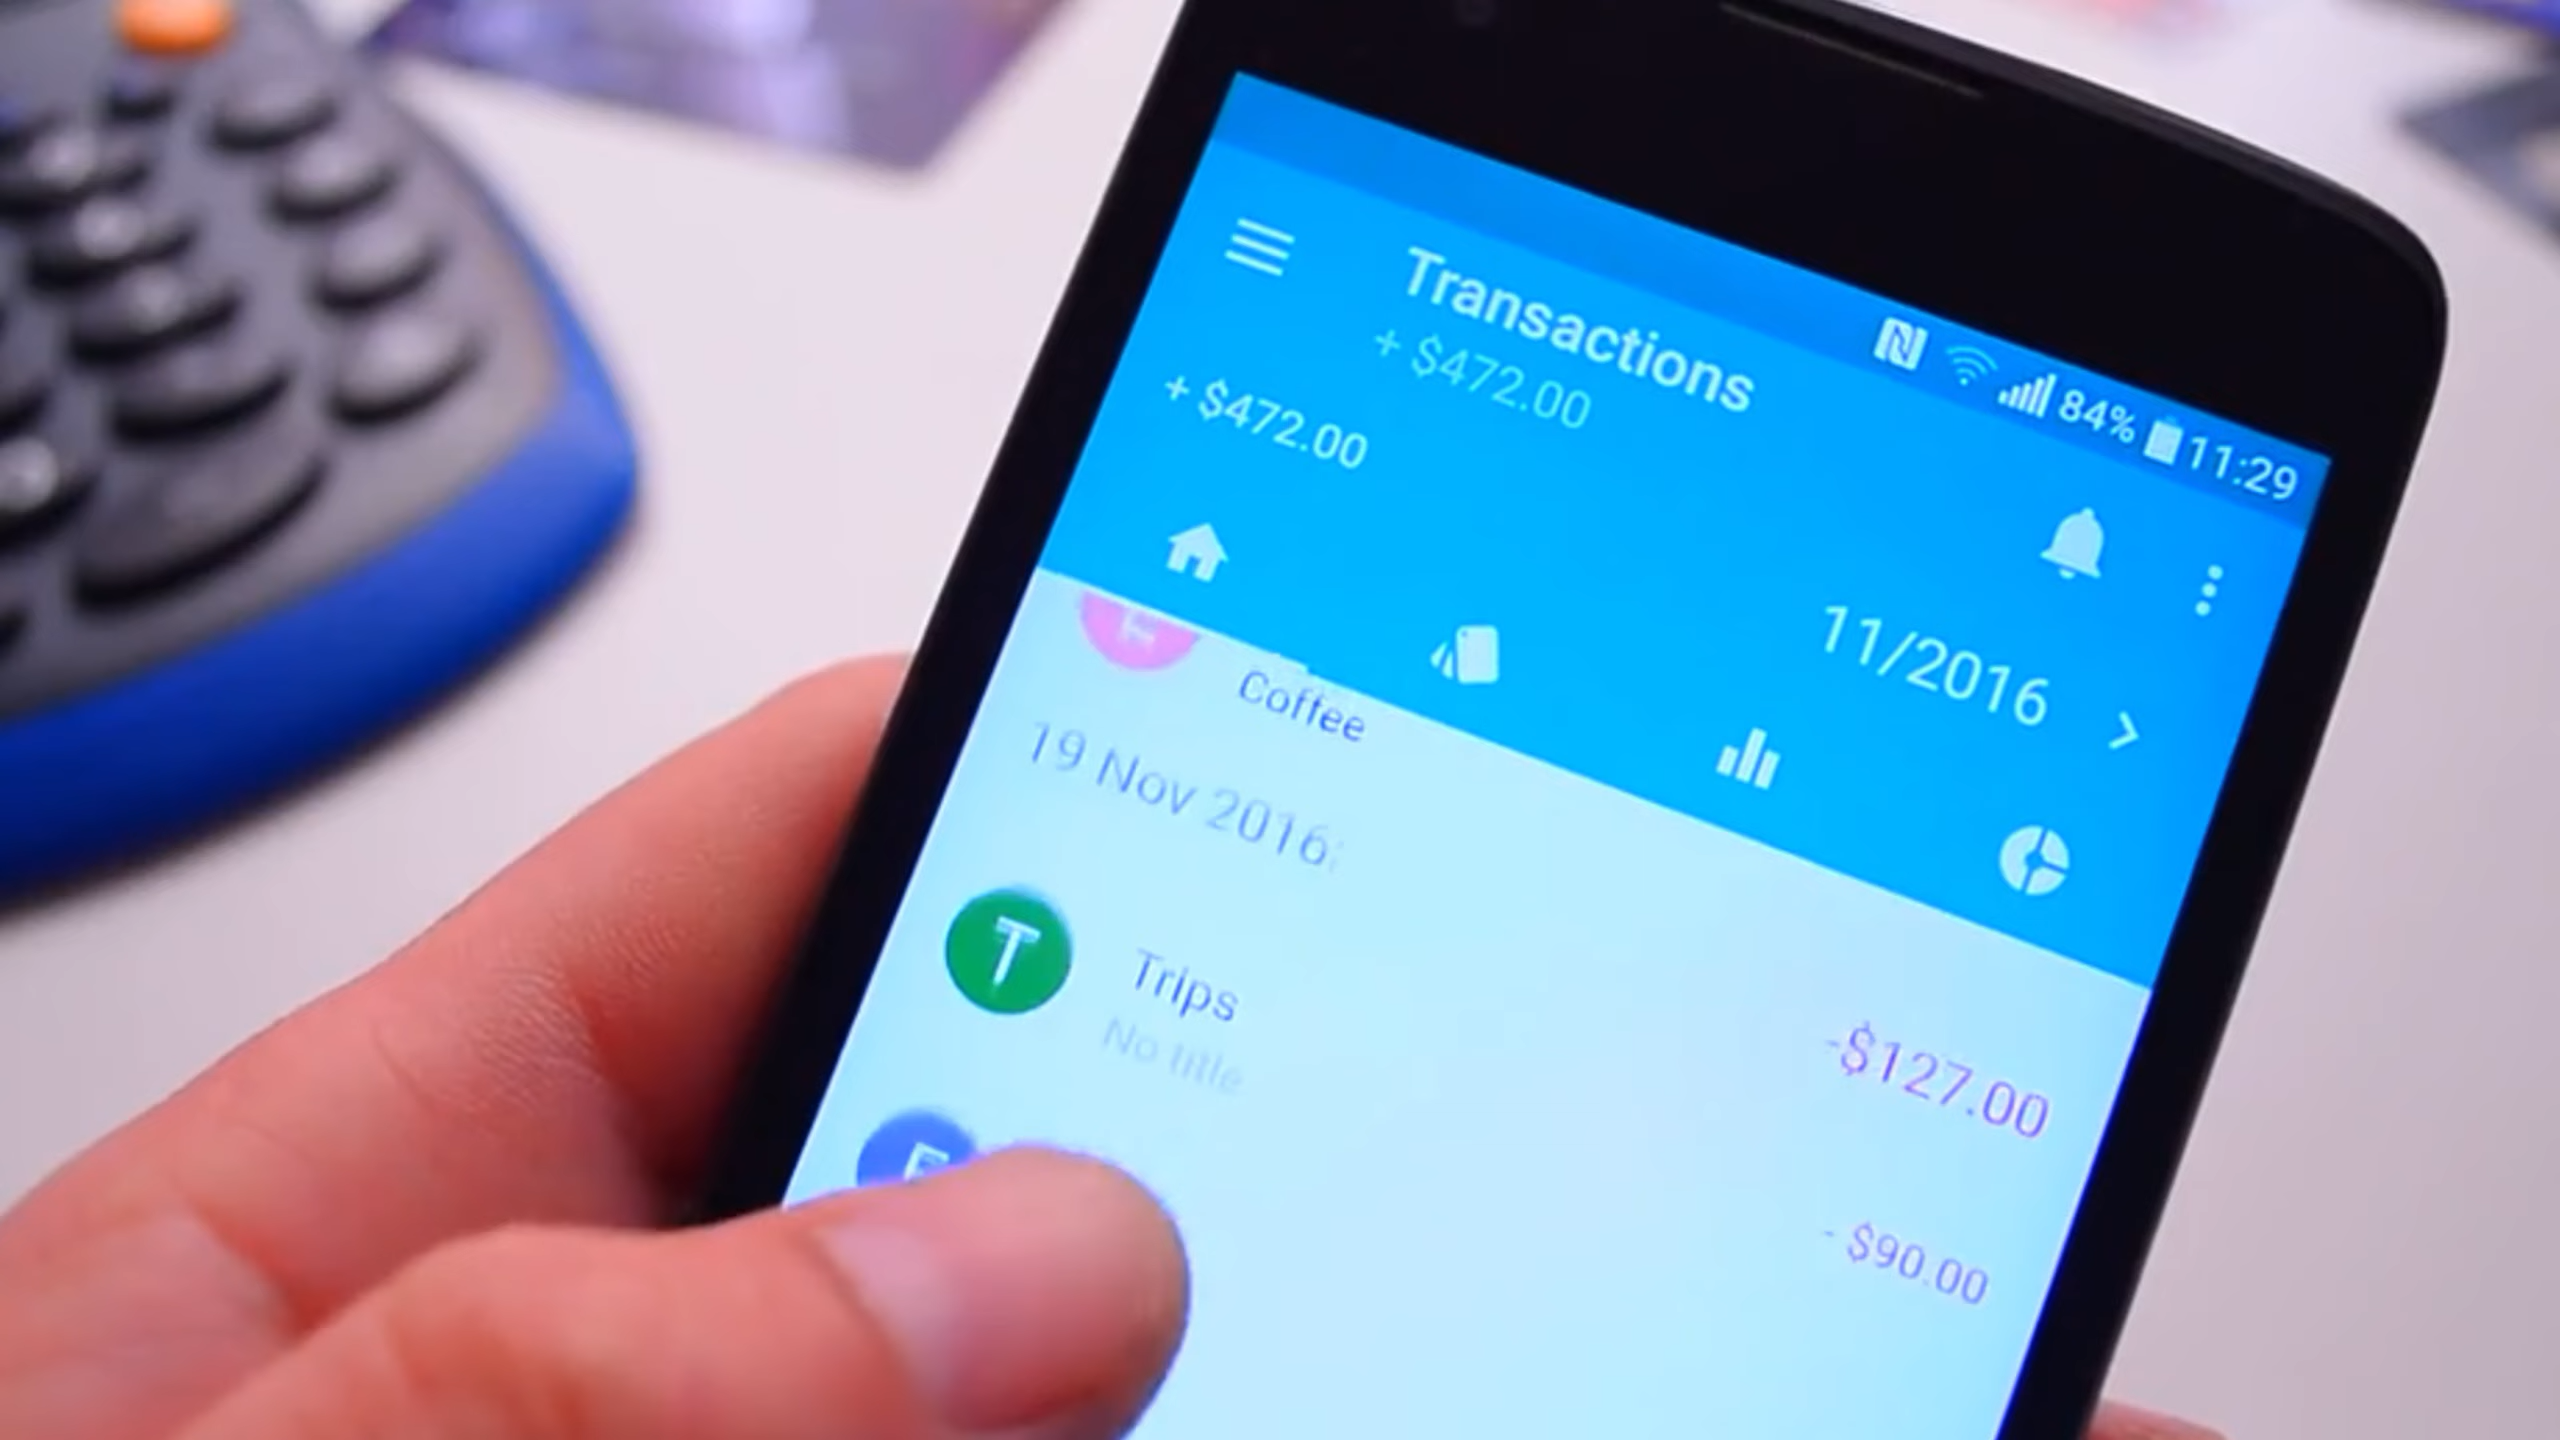 84% 11:29
Transactions
+ $472.00
+ $472.00
11/2016
Coffee
19 Nov 2016
T
Trips
-$127.00
No title
- $90.00